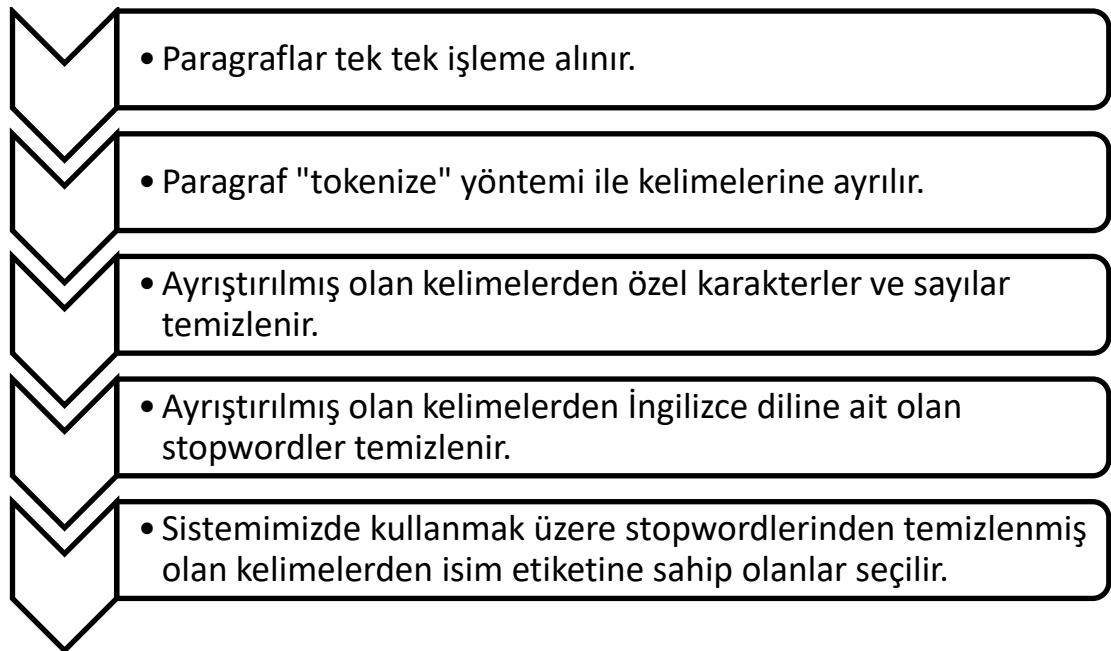 • Paragraflar tek tek işleme alınır.
• Paragraf "tokenize" yöntemi ile kelimelerine ayrılır.
• Ayrıştırılmış olan kelimelerden özel karakterler ve sayılar
temizlenir.
• Ayrıştırılmış olan kelimelerden İngilizce diline ait olan
stopwordler temizlenir.
• Sistemimizde kullanmak üzere stopwordlerinden temizlenmiş
olan kelimelerden isim etiketine sahip olanlar seçilir.